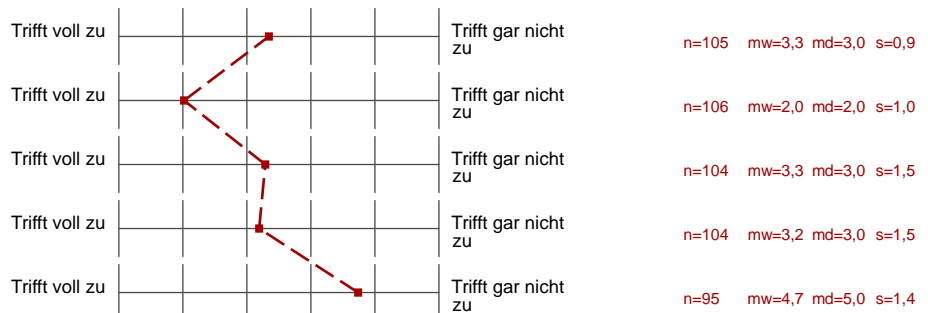 Trifft voll zu Trifft gar nicht zu n=105 mw=3,3 md=3,0 s=0,9
Trifft voll zu Trifft gar nicht zu n=106 mw=2,0 md=2,0 s=1,0
Trifft voll zu Trifft gar nicht zu n=104 mw=3,3 md=3,0 s=1,5
Trifft voll zu Trifft gar nicht zu n=104 mw=3,2 md=3,0 s=1,5
Trifft voll zu Trifft gar nicht zu n=95 mw=4,7 md=5,0 s=1,4